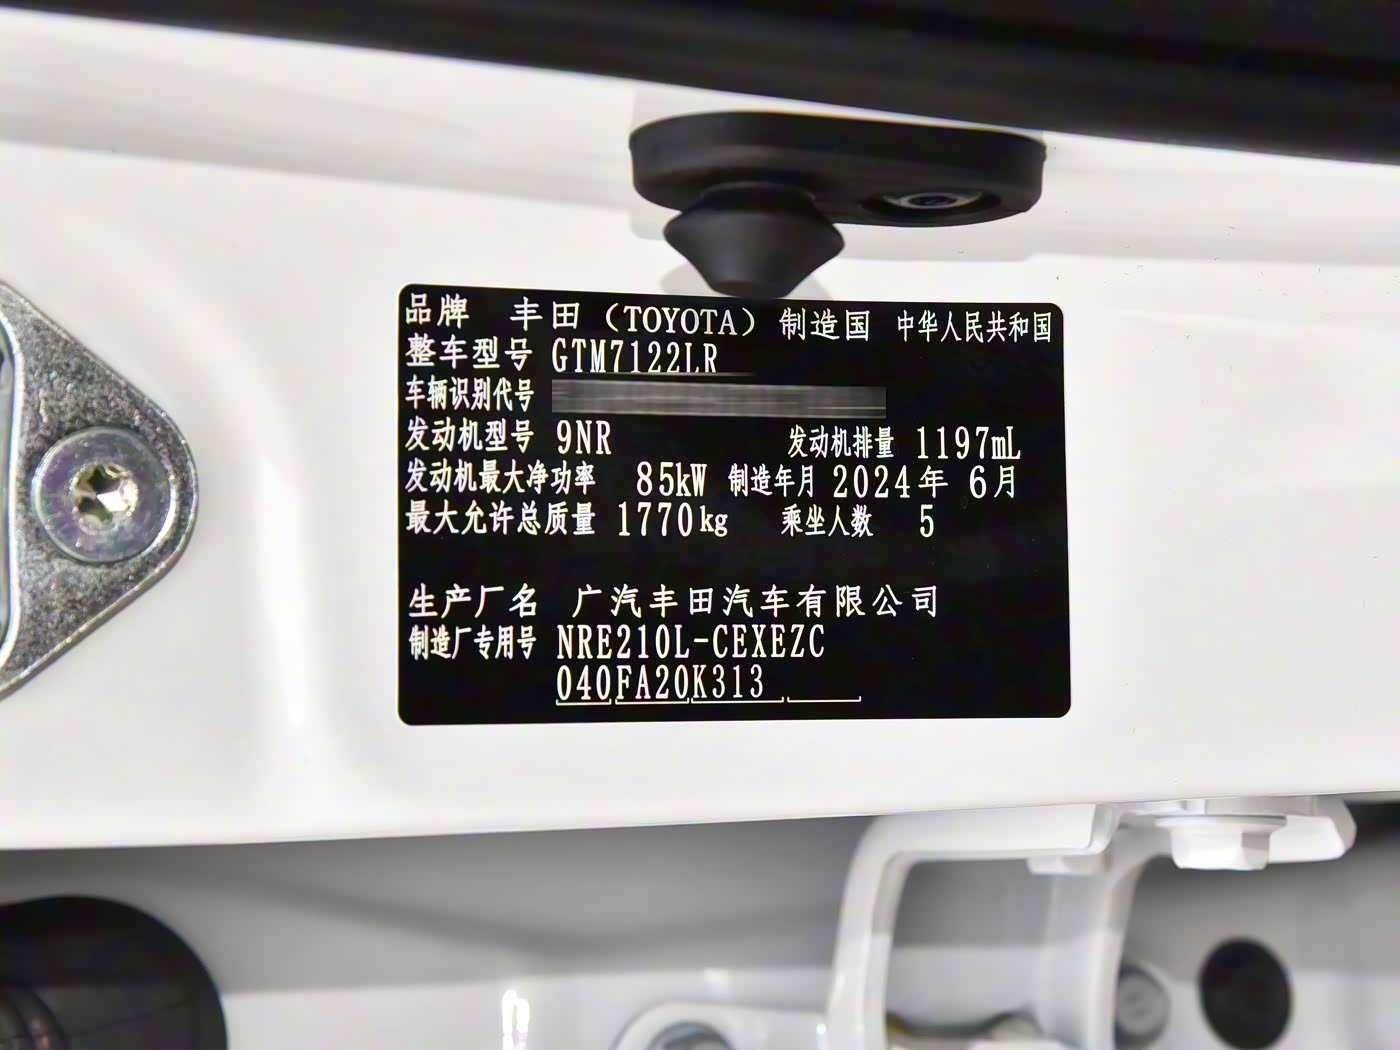 品牌 丰田（TOYOTA） 制造国 中华人民共和国
整车型号 GTM7122LR
车辆识别代号
发动机型号 9NR 发动机排量 1197mL
发动机最大净功率 85kW 制造年月 2024年 6月
最大允许总质量 1770kg 乘坐人数 5
生产厂名 广汽丰田汽车有限公司
制造厂专用号 NRE210L-CEXEZC
040FA20K313